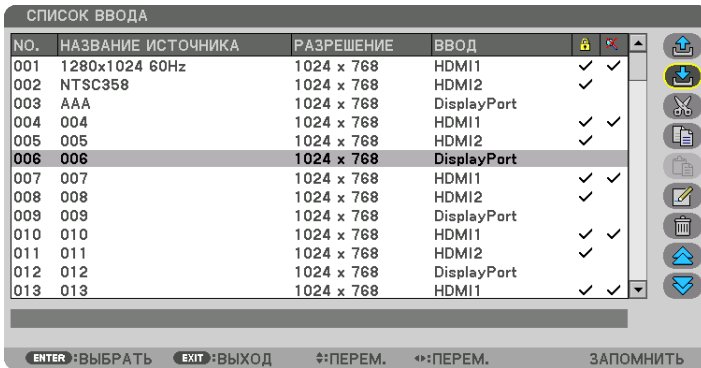 СПИСОК ВВОДА
NO. НАЗВАНИЕ ИСТОЧНИКА РАЗРЕШЕНИЕ ВВОД
001 1280x1024 60Hz 1024 x 768 HDMI1 ✓ ✓
002 NTSC358 1024 x 768 HDMI2 ✓
003 AAA 1024 x 768 DisplayPort
004 004 1024 x 768 HDMI1 ✓ ✓
005 005 1024 x 768 HDMI2 ✓
006 006 1024 x 768 DisplayPort
007 007 1024 x 768 HDMI1 ✓ ✓
008 008 1024 x 768 HDMI2 ✓
009 009 1024 x 768 DisplayPort
010 010 1024 x 768 HDMI1 ✓ ✓
011 011 1024 x 768 HDMI2 ✓
012 012 1024 x 768 DisplayPort
013 013 1024 x 768 HDMI1 ✓ ✓
ENTER :ВЫБРАТЬ EXIT :ВЫХОД :ПЕРЕМ. :ПЕРЕМ. ЗАПОМНИТЬ